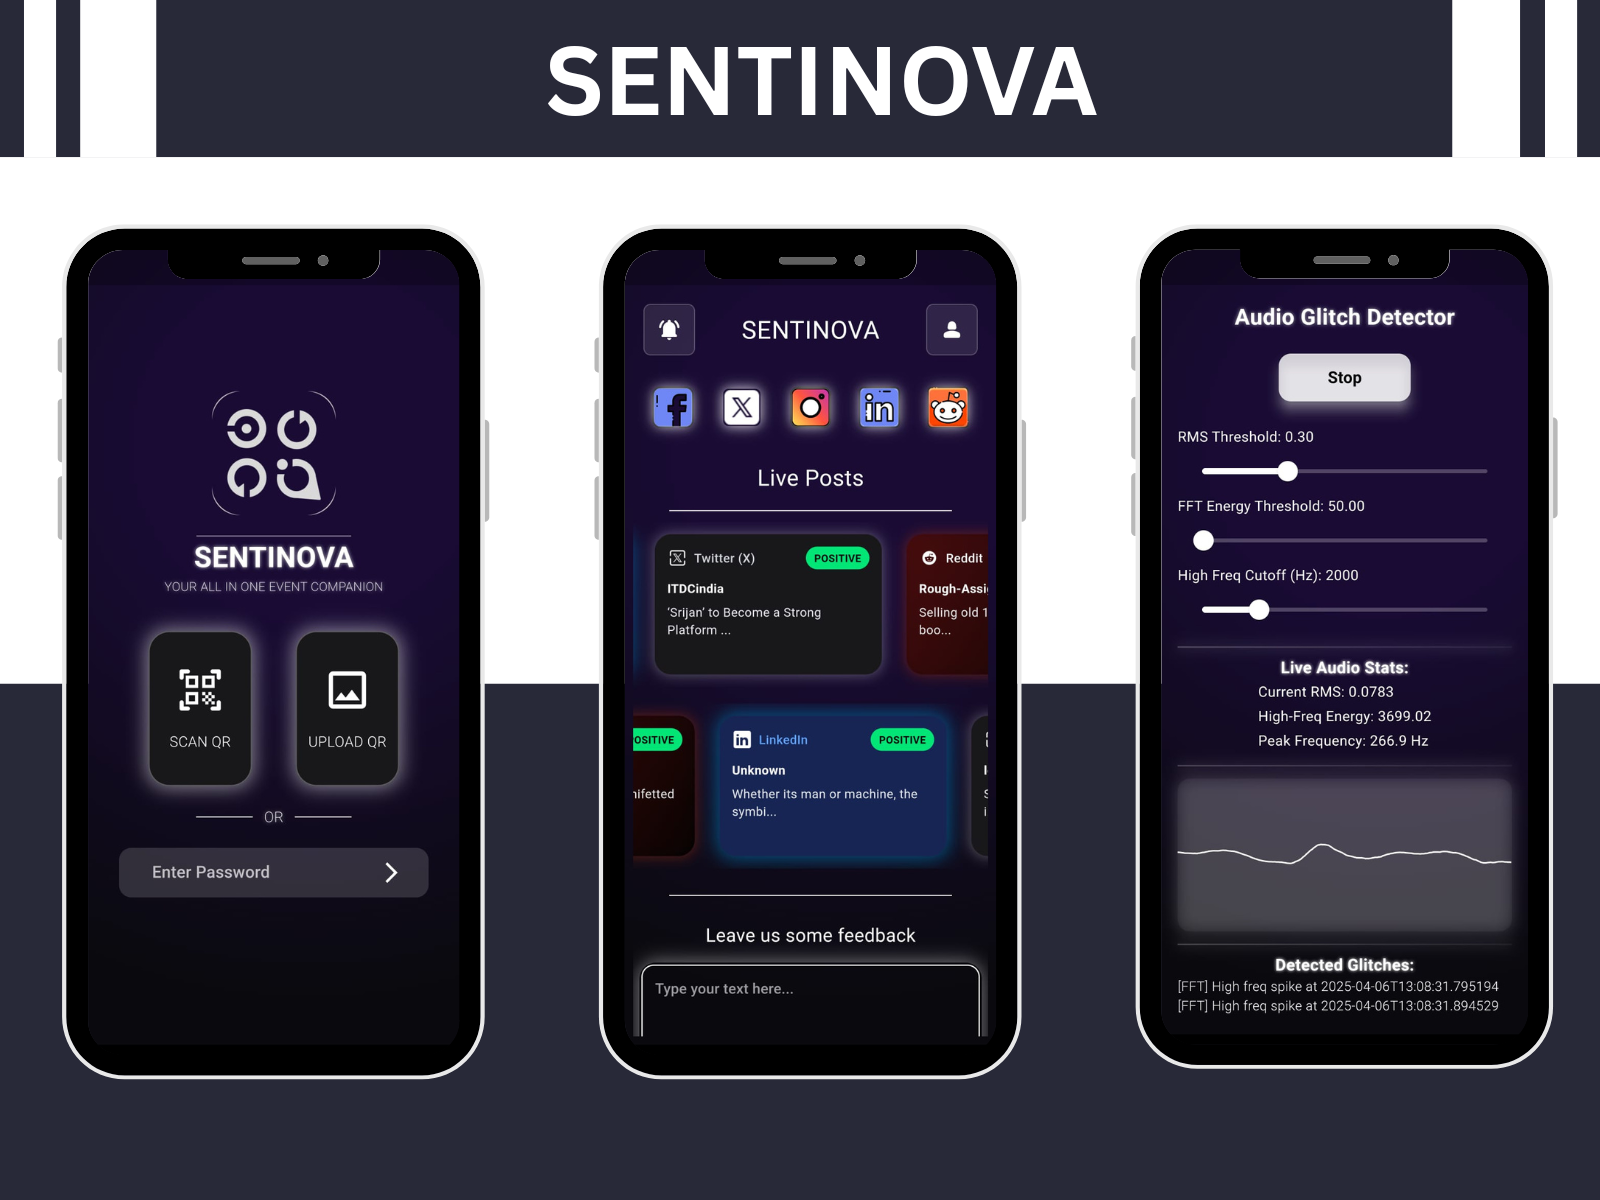 SENTINOVA
SENTINOVA
YOUR ALL IN ONE EVENT COMPANION
SCAN QR
UPLOAD QR
OR
Enter Password
SENTINOVA
Live Posts
Twitter (X)
POSITIVE
ITDCindia
‘Srijan’ to Become a Strong
Platform ...
Reddit
Rough-Assi
Selling old 1
boo...
OSITIVE
nifetted
LinkedIn
POSITIVE
Unknown
Whether its man or machine, the
symbi...
Leave us some feedback
Type your text here...
Audio Glitch Detector
Stop
RMS Threshold: 0.30
FFT Energy Threshold: 50.00
High Freq Cutoff (Hz): 2000
Live Audio Stats:
Current RMS: 0.0783
High-Freq Energy: 3699.02
Peak Frequency: 266.9 Hz
Detected Glitches:
[FFT] High freq spike at 2025-04-06T13:08:31.795194
[FFT] High freq spike at 2025-04-06T13:08:31.894529